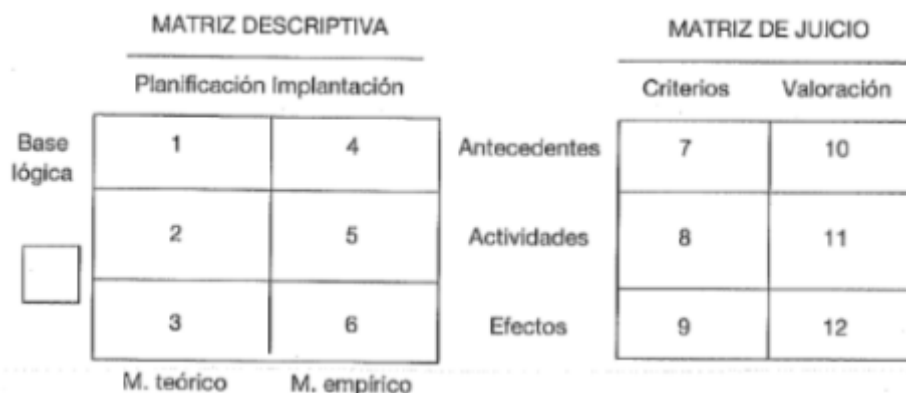 MATRIZ DESCRIPTIVA
MATRIZ DE JUICIO
Planificación Implantación
Criterios Valoración
Base
lógica
1 4 Antecedentes 7 10
2 5 Actividades 8 11
3 6 Efectos 9 12
M. teórico M. empírico